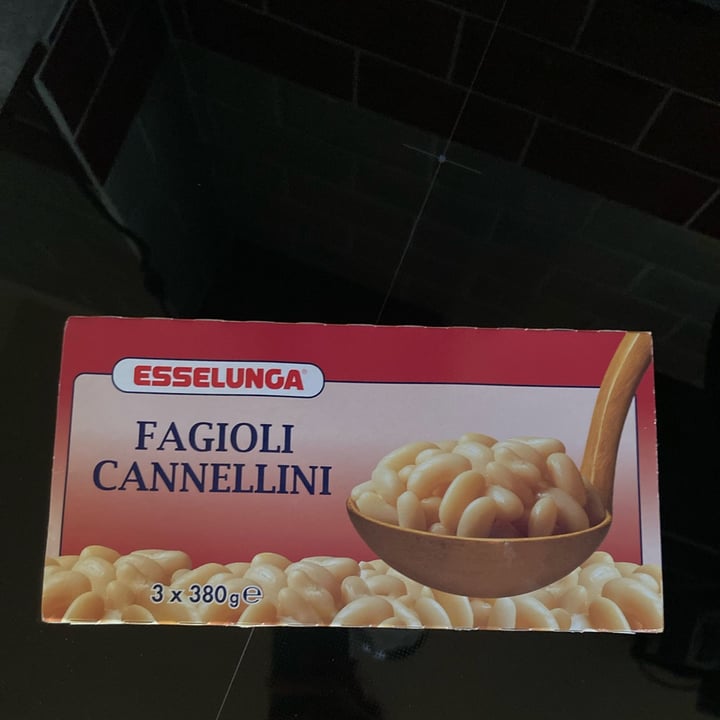 ESSELUNGA®
FAGIOLI
CANNELLINI
3 x 380g℮